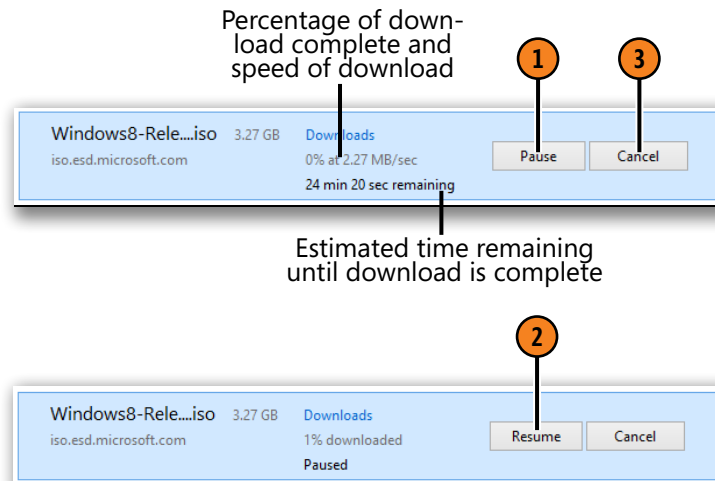 Percentage of down-
load complete and
speed of download
1
3
Windows8-Rele....iso 3.27 GB Downloads
iso.esd.microsoft.com 0% at 2.27 MB/sec Pause Cancel
24 min 20 sec remaining
Estimated time remaining
until download is complete
2
Windows8-Rele....iso 3.27 GB Downloads
iso.esd.microsoft.com 1% downloaded Resume Cancel
Paused